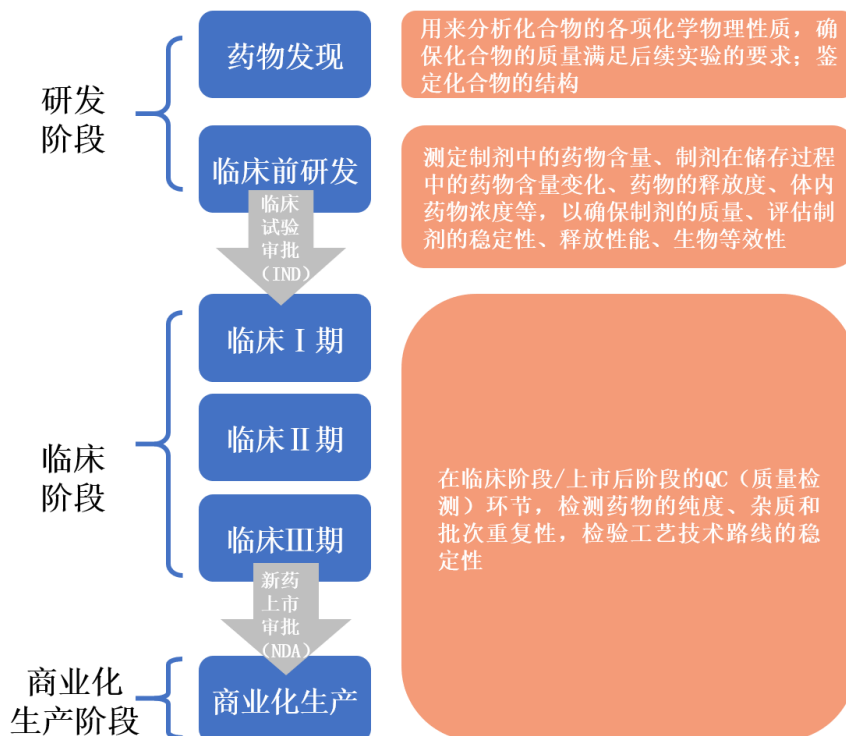 研发
阶段
药物发现
用来分析化合物的各项化学物理性质，确
保化合物的质量满足后续实验的要求；鉴
定化合物的结构
临床前研发
测定制剂中的药物含量、制剂在储存过程
中的药物含量变化、药物的释放度、体内
药物浓度等，以确保制剂的质量、评估制
剂的稳定性、释放性能、生物等效性
临床
试验
审批
（IND）
临床
阶段
临床Ⅰ期
临床Ⅱ期
临床Ⅲ期
在临床阶段/上市后阶段的QC（质量检
测）环节，检测药物的纯度、杂质和
批次重复性，检验工艺技术路线的稳
定性
新药
上市
审批
（NDA）
商业化
生产阶段
商业化生产